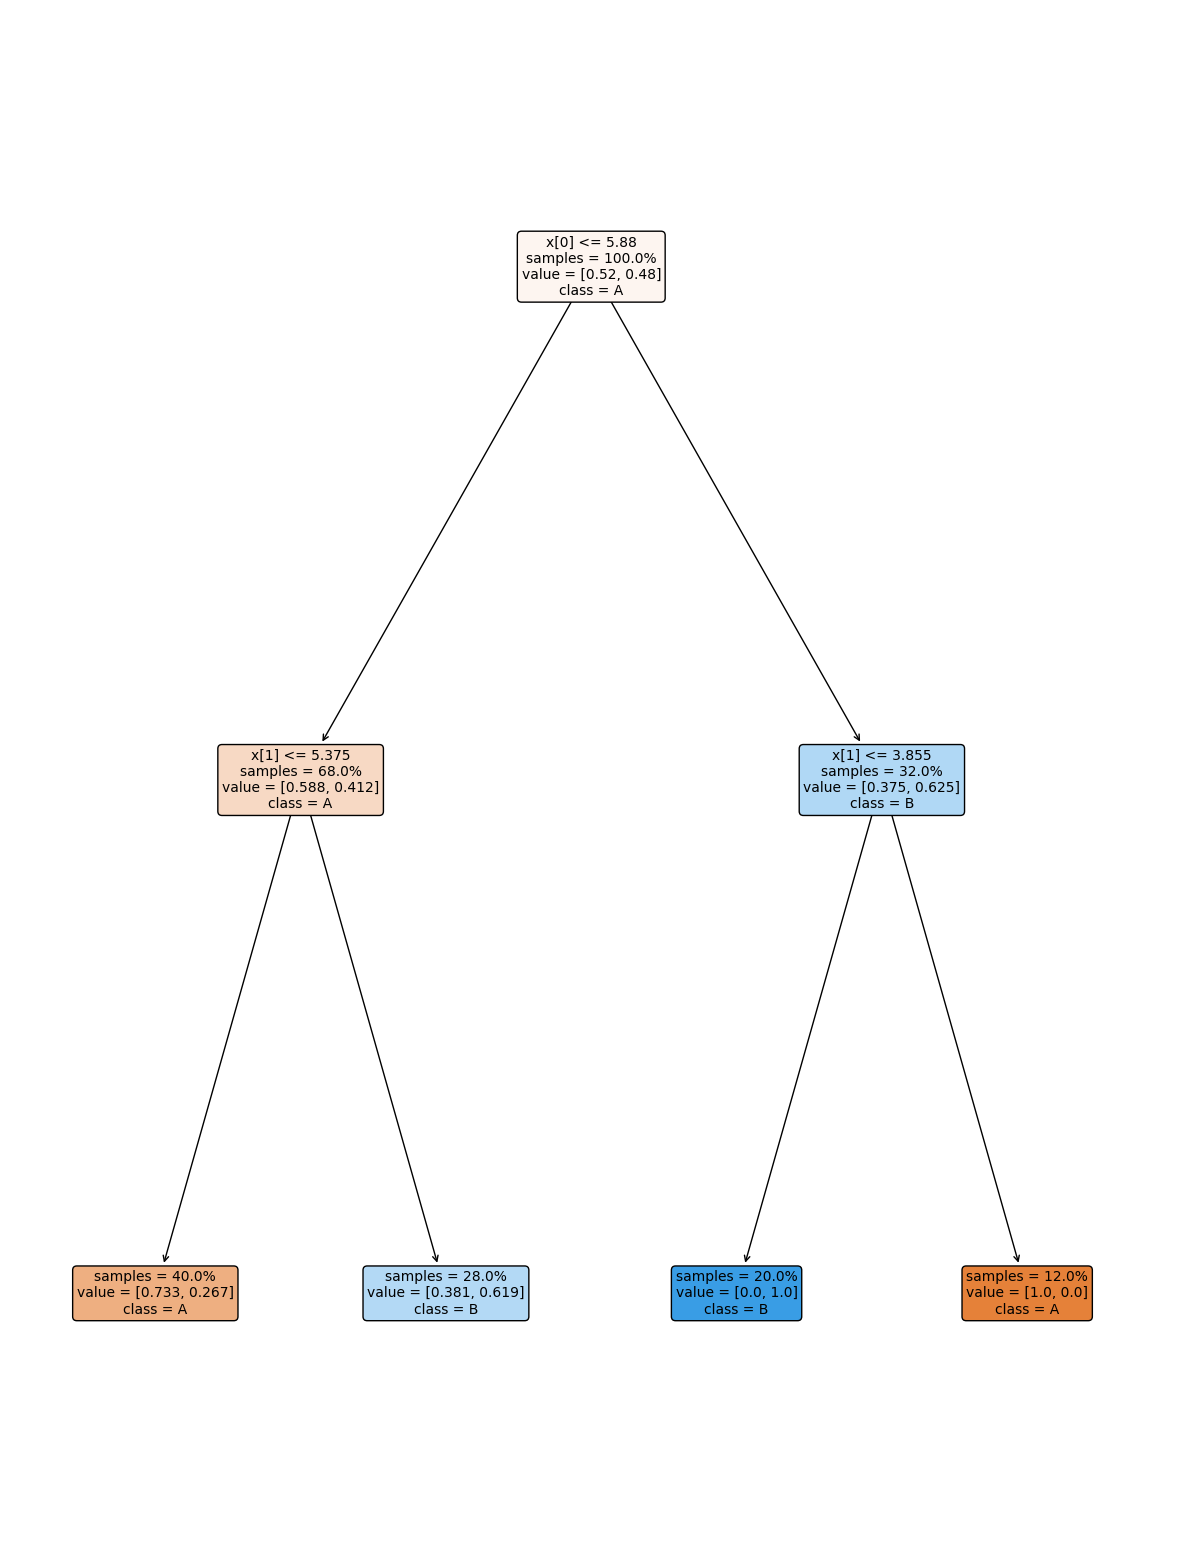 x[0] <= 5.88
samples = 100.0%
value = [0.52, 0.48]
class = A
x[1] <= 5.375
samples = 68.0%
value = [0.588, 0.412]
class = A
x[1] <= 3.855
samples = 32.0%
value = [0.375, 0.625]
class = B
samples = 40.0%
value = [0.733, 0.267]
class = A
samples = 28.0%
value = [0.381, 0.619]
class = B
samples = 20.0%
value = [0.0, 1.0]
class = B
samples = 12.0%
value = [1.0, 0.0]
class = A